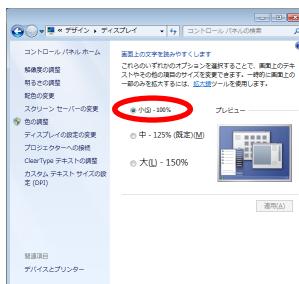 « デザイン ▸ ディスプレイ
コントロール パネルの検索
コントロール パネル ホーム
解像度の調整
明るさの調整
配色の変更
スクリーン セーバーの変更
色の調整
ディスプレイの設定の変更
プロジェクターへの接続
ClearType テキストの調整
カスタム テキスト サイズの設
定 (DPI)
関連項目
デバイスとプリンター
画面上の文字を読みやすくします
これらのいずれかのオプションを選択することで、画面上のテキ
ストやその他の項目のサイズを変更できます。一時的に画面上の
一部のみを拡大するには、拡大鏡ツールを使用します。
小(S) - 100%
プレビュー
中 - 125% (既定)(M)
大(L) - 150%
適用(A)